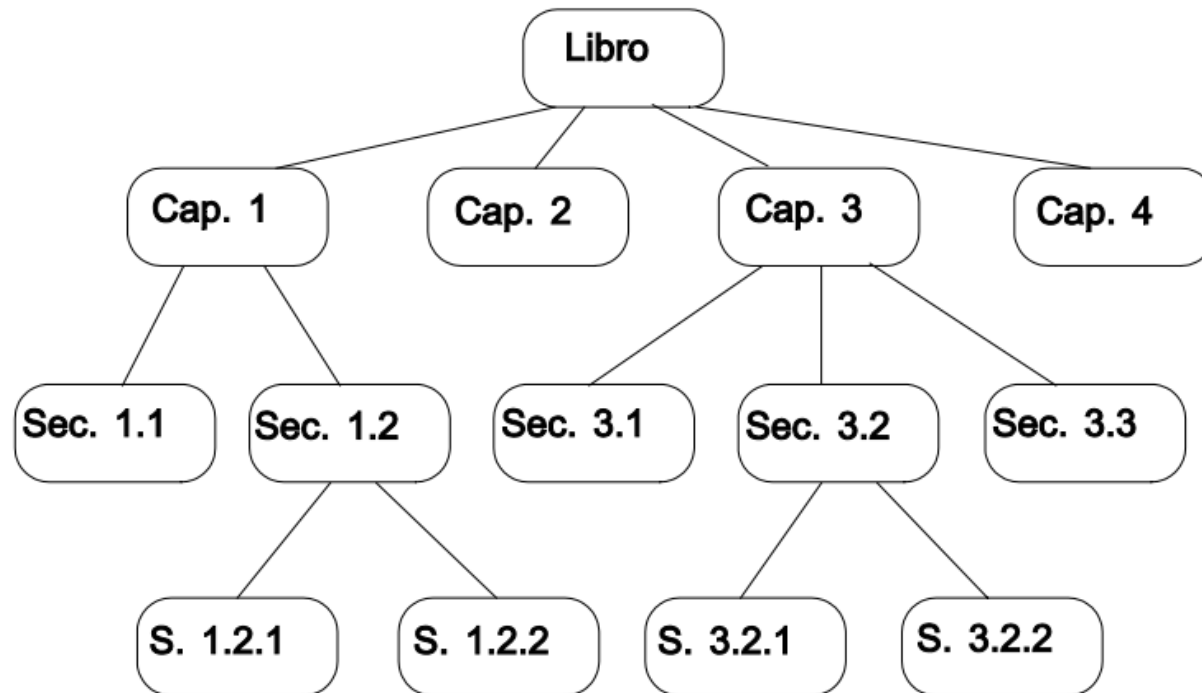 Libro
Cap. 1
Cap. 2
Cap. 3
Cap. 4
Sec. 1.1
Sec. 1.2
Sec. 3.1
Sec. 3.2
Sec. 3.3
S. 1.2.1
S. 1.2.2
S. 3.2.1
S. 3.2.2